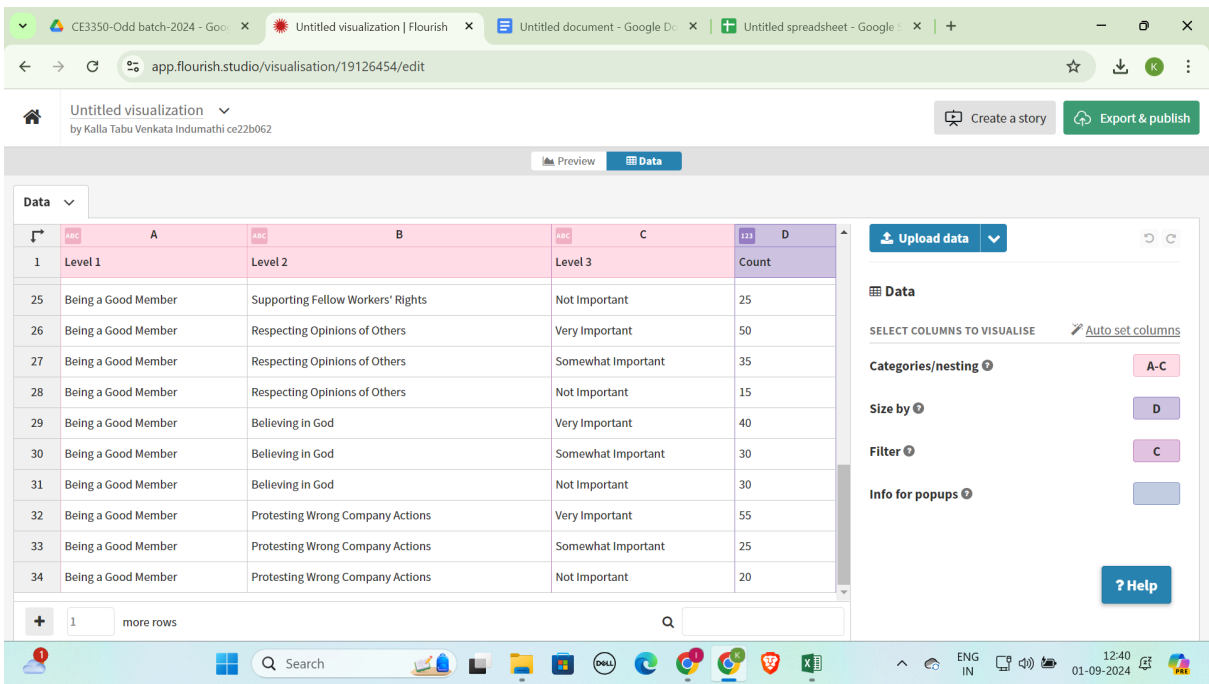 CE3350-Odd batch-2024 - Goo
Untitled visualization | Flourish
Untitled document - Google Do
Untitled spreadsheet - Google S
app.flourish.studio/visualisation/19126454/edit
K
Untitled visualization
by Kalla Tabu Venkata Indumathi ce22b062
Create a story
Export & publish
Preview
Data
Data
ABC A ABC B ABC C 123 D
1 Level 1 Level 2 Level 3 Count
25 Being a Good Member Supporting Fellow Workers' Rights Not Important 25
26 Being a Good Member Respecting Opinions of Others Very Important 50
27 Being a Good Member Respecting Opinions of Others Somewhat Important 35
28 Being a Good Member Respecting Opinions of Others Not Important 15
29 Being a Good Member Believing in God Very Important 40
30 Being a Good Member Believing in God Somewhat Important 30
31 Being a Good Member Believing in God Not Important 30
32 Being a Good Member Protesting Wrong Company Actions Very Important 55
33 Being a Good Member Protesting Wrong Company Actions Somewhat Important 25
34 Being a Good Member Protesting Wrong Company Actions Not Important 20
1 more rows
Upload data
Data
SELECT COLUMNS TO VISUALISE Auto set columns
Categories/nesting A-C
Size by D
Filter C
Info for popups
? Help
1
Search
DELL
I
K
ENG
IN
12:40
01-09-2024
PRE